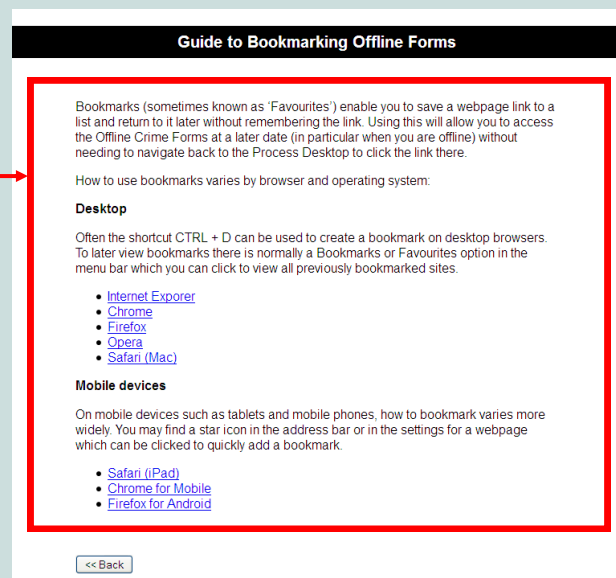 Guide to Bookmarking Offline Forms
Bookmarks (sometimes known as 'Favourites') enable you to save a webpage link to a
list and return to it later without remembering the link. Using this will allow you to access
the Offline Crime Forms at a later date (in particular when you are offline) without
needing to navigate back to the Process Desktop to click the link there.
How to use bookmarks varies by browser and operating system:
Desktop
Often the shortcut CTRL + D can be used to create a bookmark on desktop browsers.
To later view bookmarks there is normally a Bookmarks or Favourites option in the
menu bar which you can click to view all previously bookmarked sites.
• Internet Exporer
• Chrome
• Firefox
• Opera
• Safari (Mac)
Mobile devices
On mobile devices such as tablets and mobile phones, how to bookmark varies more
widely. You may find a star icon in the address bar or in the settings for a webpage
which can be clicked to quickly add a bookmark.
• Safari (iPad)
• Chrome for Mobile
• Firefox for Android
<< Back